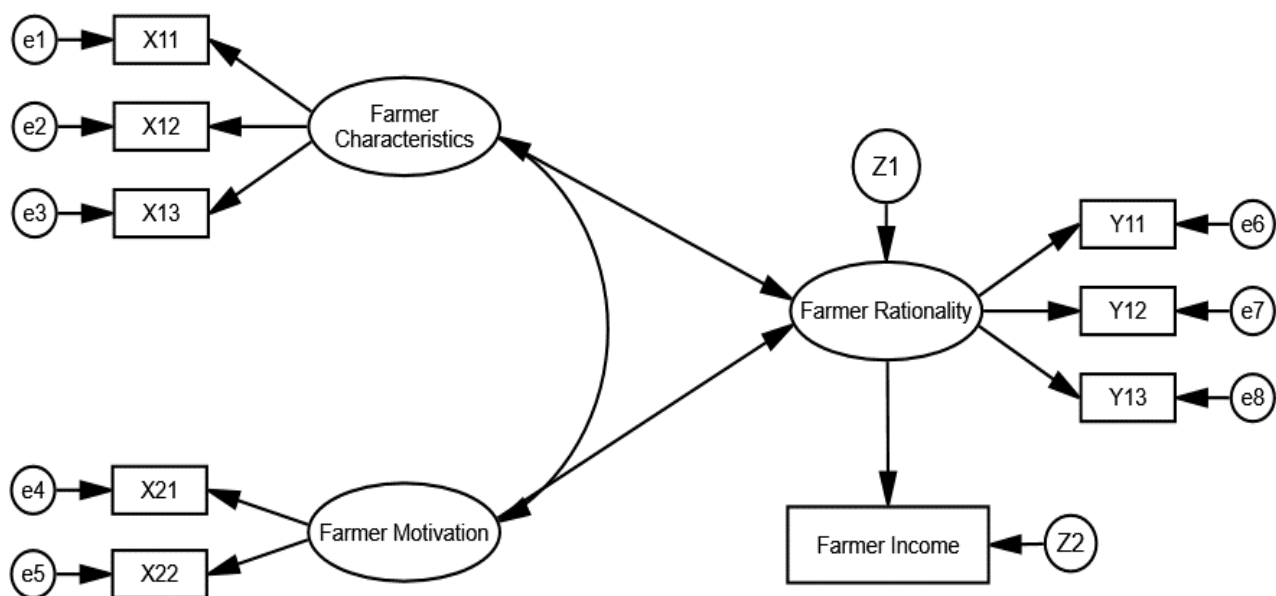 e1
X11
e2
X12
e3
X13
Farmer
Characteristics
Z1
Y11
e6
Farmer Rationality
Y12
e7
Y13
e8
e4
X21
Farmer Motivation
e5
X22
Farmer Income
Z2